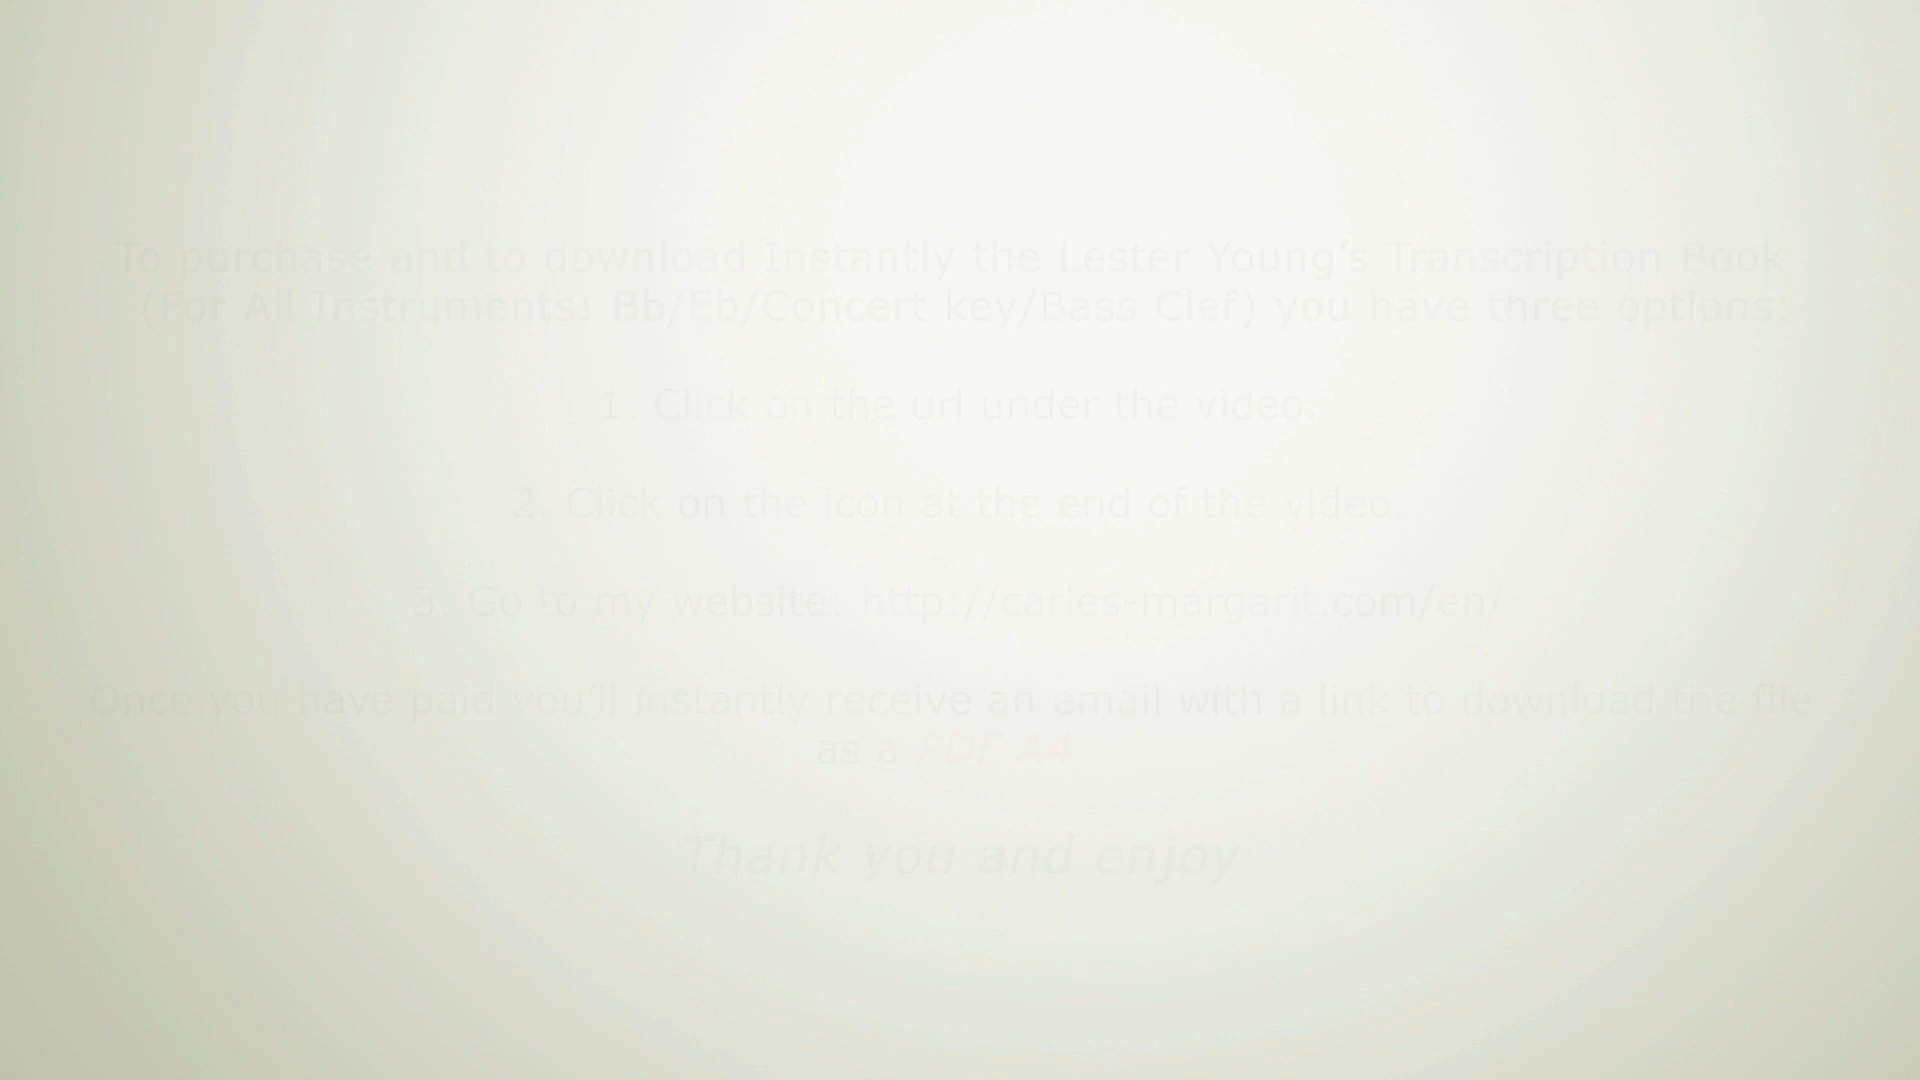 To purchase and to download Instantly the Lester Young’s Transcription Book
(For All Instruments: Bb/Eb/Concert key/Bass Clef) you have three options:
1. Click on the url under the video.
2. Click on the icon at the end of the video.
3. Go to my website: http://carles-margarit.com/en/
Once you have paid you’ll instantly receive an email with a link to download the file
as a PDF A4
Thank you and enjoy